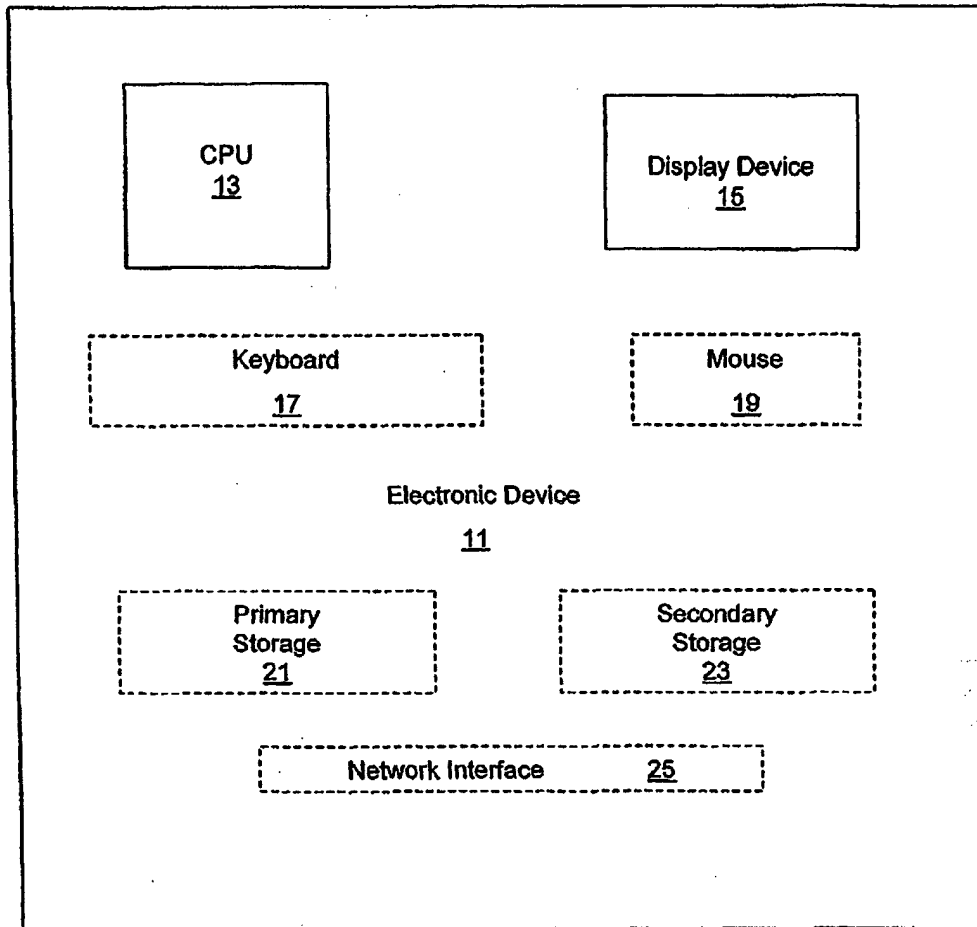 CPU
13
Display Device
15
Keyboard
17
Mouse
19
Electronic Device
11
Primary
Storage
21
Secondary
Storage
23
Network Interface 25